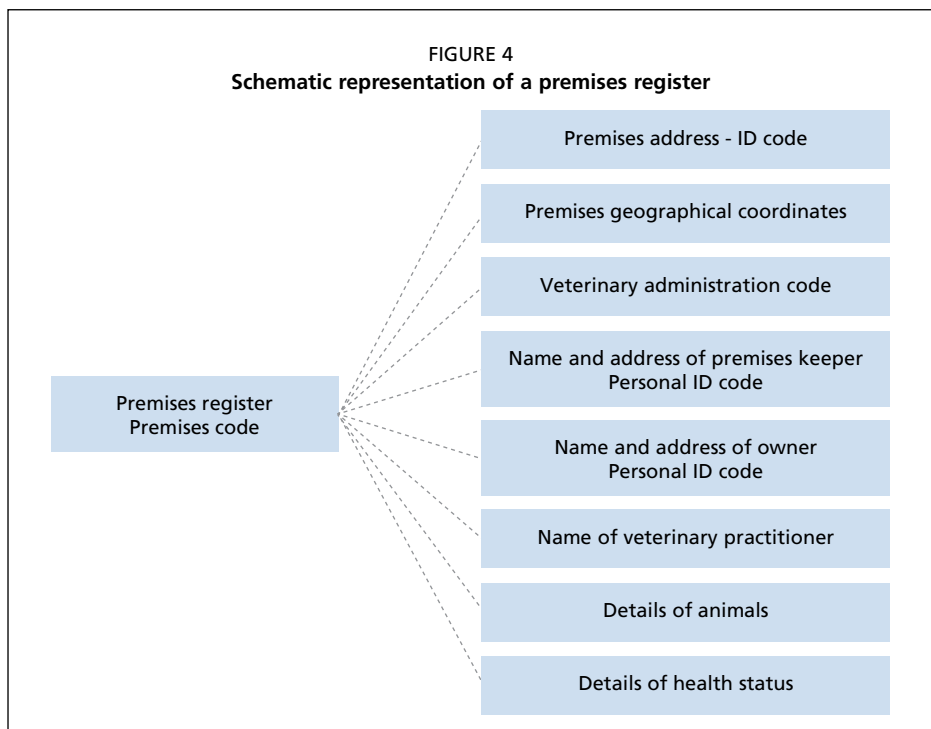 FIGURE 4
Schematic representation of a premises register
Premises address - ID code
Premises geographical coordinates
Veterinary administration code
Name and address of premises keeper
Personal ID code
Premises register
Premises code
Name and address of owner
Personal ID code
Name of veterinary practitioner
Details of animals
Details of health status